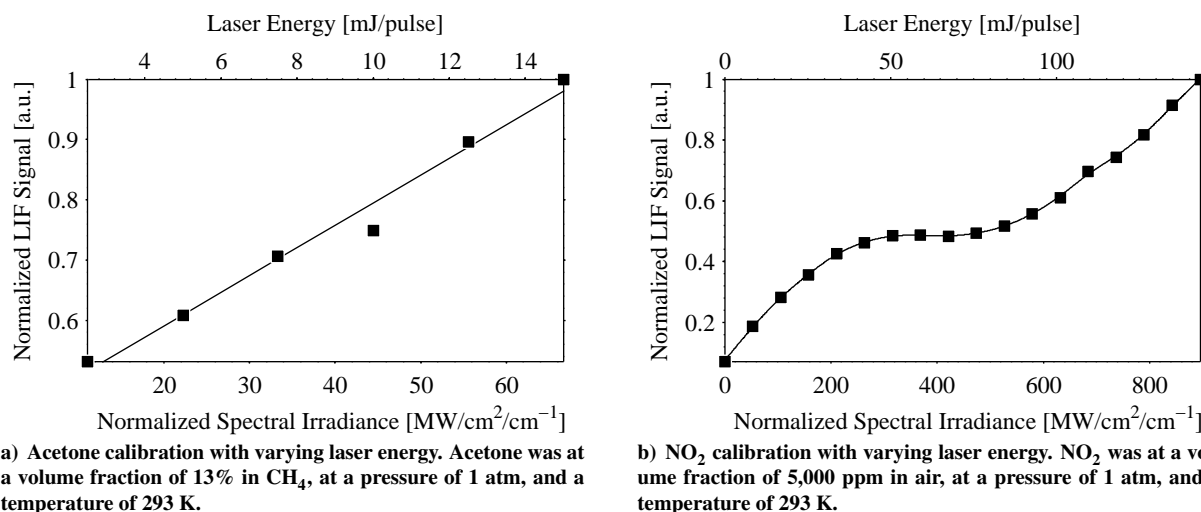 Laser Energy [mJ/pulse]
4 6 8 10 12 14
1
0.9
0.8
0.7
0.6
Normalized LIF Signal [a.u.]
20 30 40 50 60
Normalized Spectral Irradiance [MW/cm²/cm⁻¹]
a) Acetone calibration with varying laser energy. Acetone was at
a volume fraction of 13% in CH₄, at a pressure of 1 atm, and a
temperature of 293 K.
Laser Energy [mJ/pulse]
0 50 100
1
0.8
0.6
0.4
0.2
Normalized LIF Signal [a.u.]
0 200 400 600 800
Normalized Spectral Irradiance [MW/cm²/cm⁻¹]
b) NO₂ calibration with varying laser energy. NO₂ was at a vo
ume fraction of 5,000 ppm in air, at a pressure of 1 atm, and
temperature of 293 K.